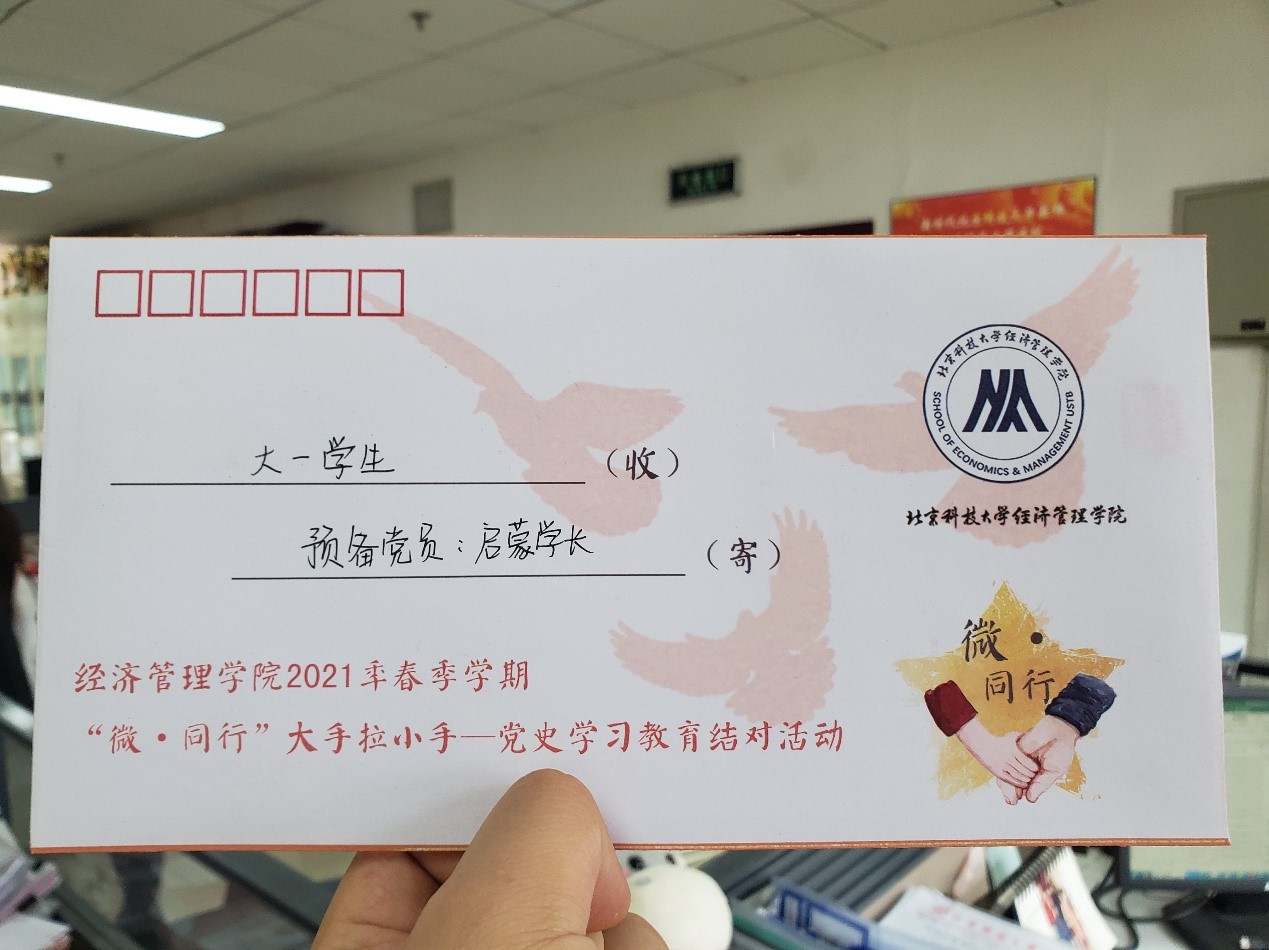 大一学生 （收）
预备党员：启蒙学长 （寄）
经济管理学院2021年春季学期
“微·同行”大手拉小手—党史学习教育结对活动
北京科技大学经济管理学院
SCHOOL OF ECONOMICS & MANAGEMENT USTB
北京科技大学经济管理学院
微·
同行